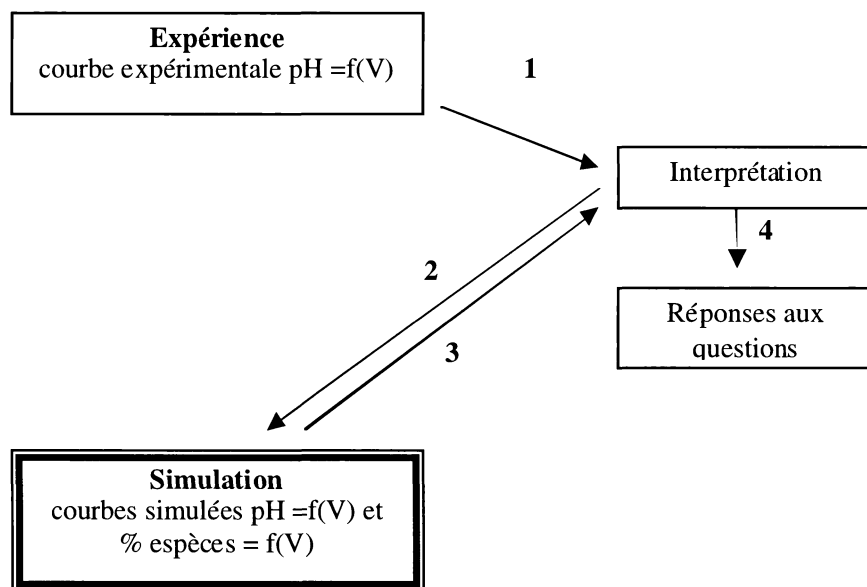 Expérience
courbe expérimentale pH =f(V)
1
Interprétation
4
2
Réponses aux
questions
3
Simulation
courbes simulées pH =f(V) et
% espèces = f(V)